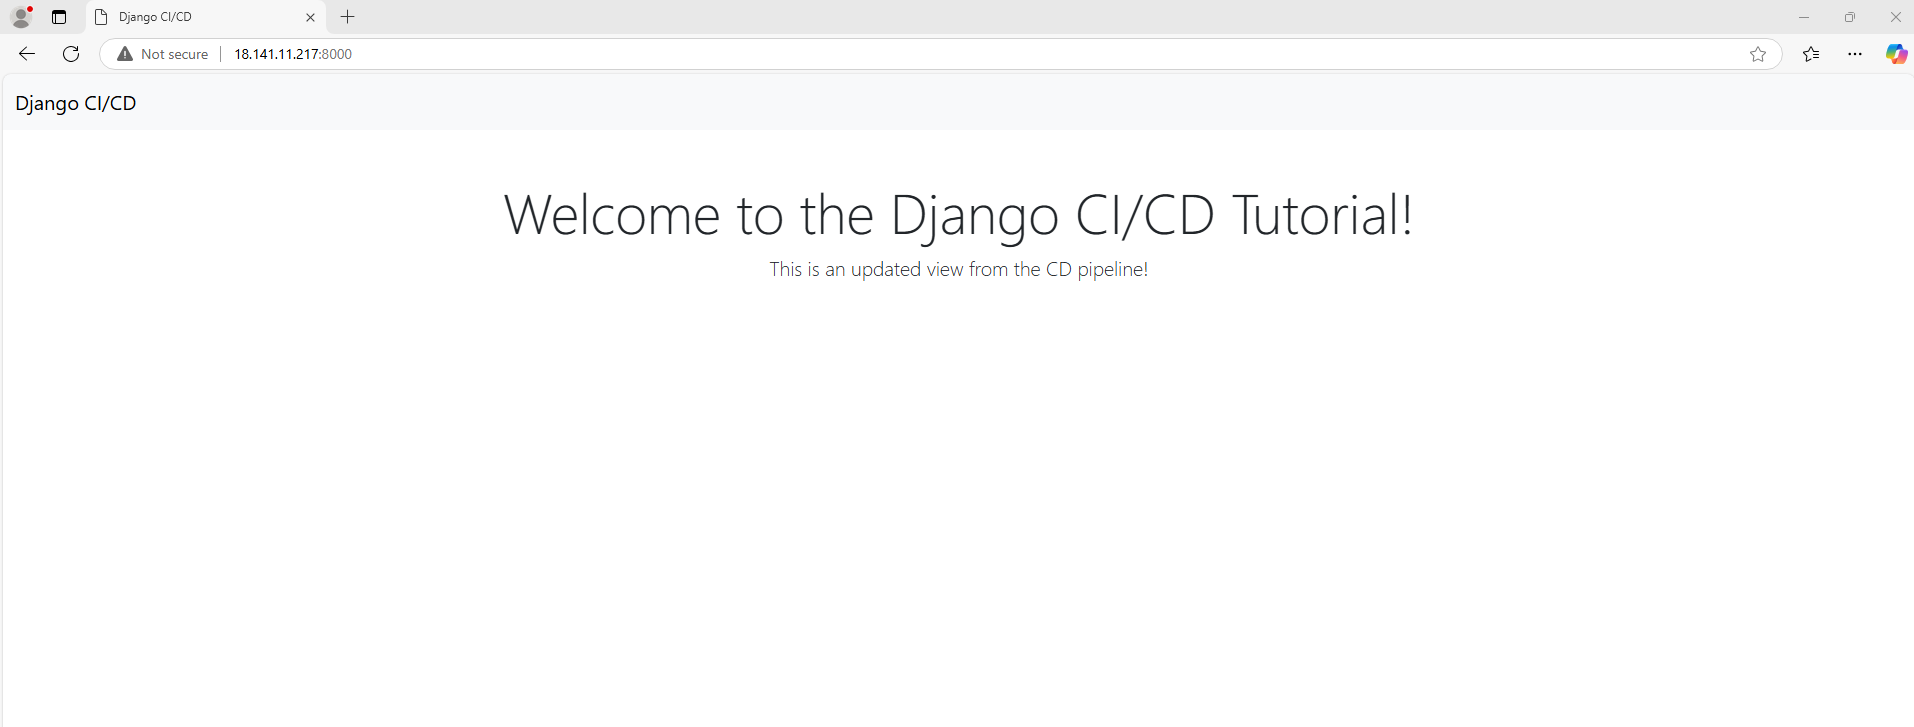 Django CI/CD
Not secure
18.141.11.217:8000
Django CI/CD
Welcome to the Django CI/CD Tutorial!
This is an updated view from the CD pipeline!